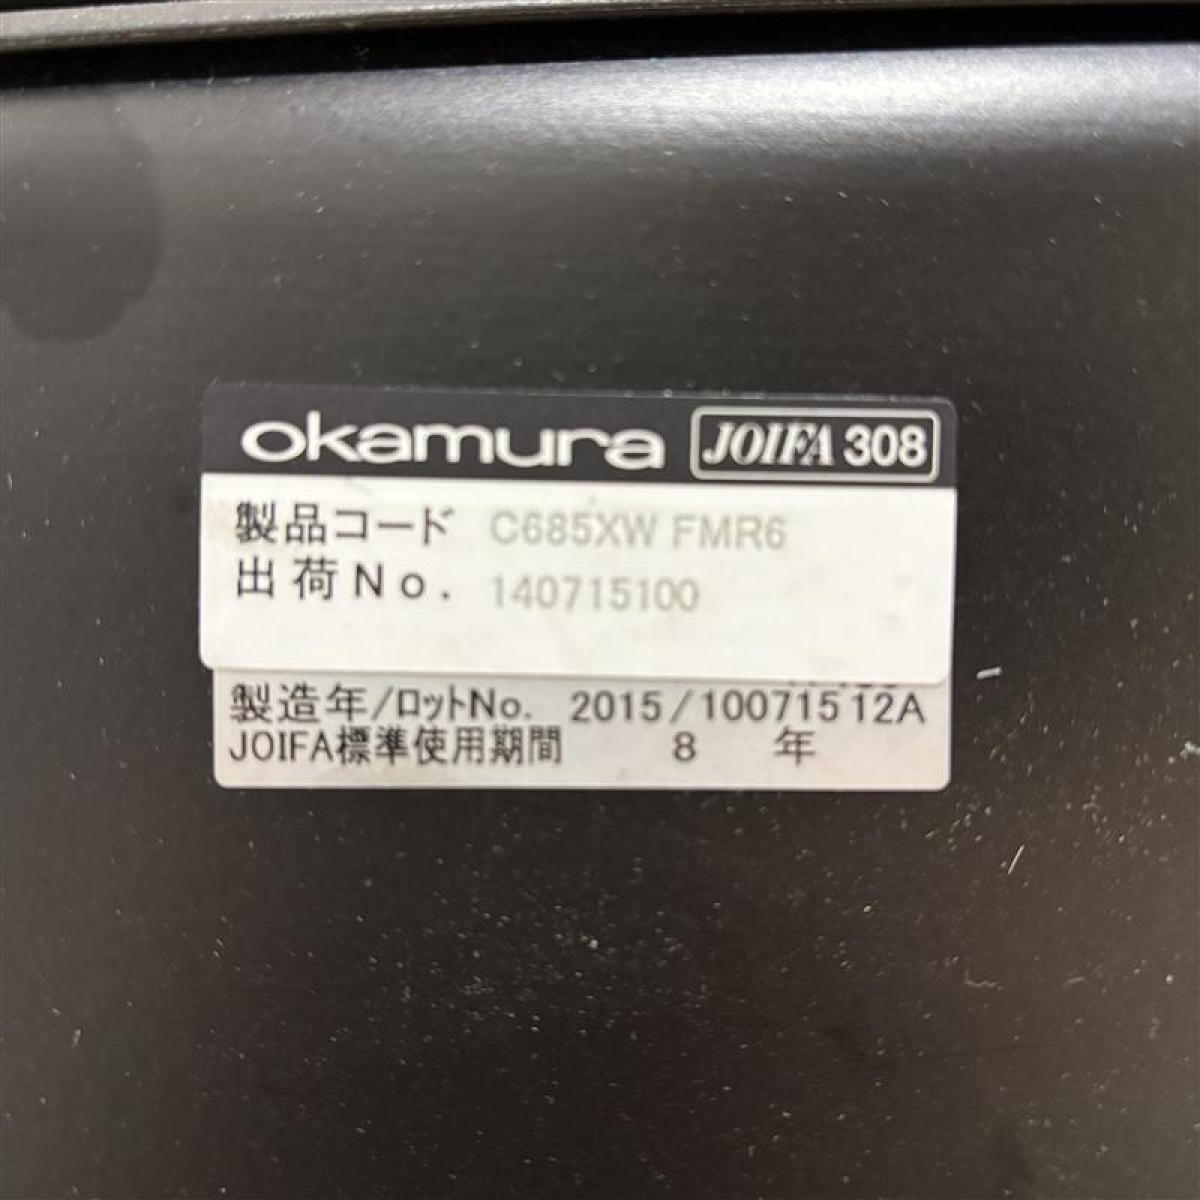 okamura JOIFA 308
製品コード C685XW FMR6
出荷No. 140715100
製造年/ロットNo. 2015/10071512A
JOIFA標準使用期間 8 年